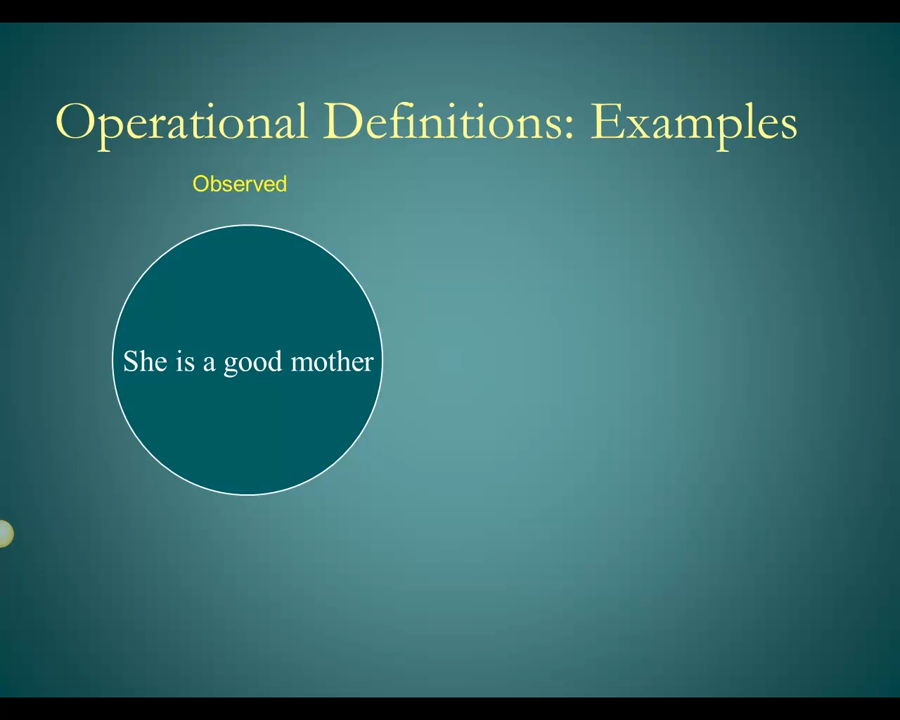 Operational Definitions: Examples
Observed
She is a good mother